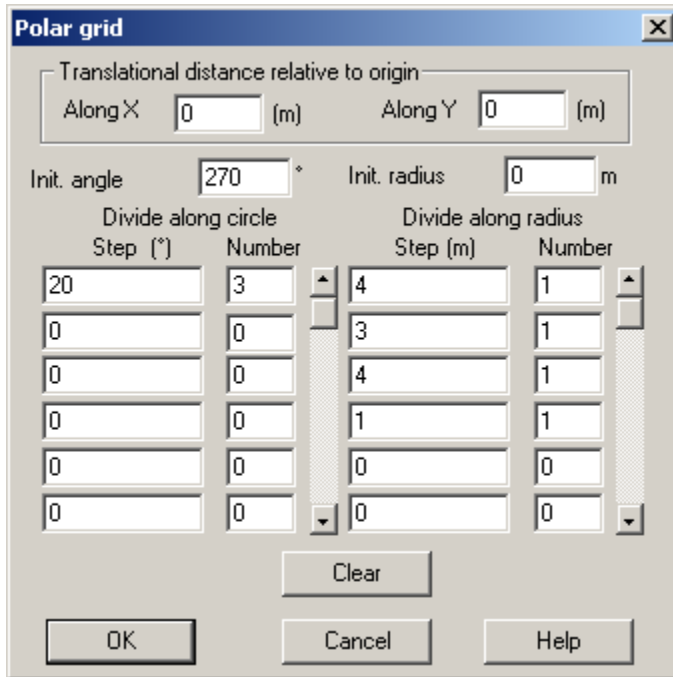 Polar grid
Translational distance relative to origin
Along X 0 (m) Along Y 0 (m)
Init. angle 270 ° Init. radius 0 m
Divide along circle Divide along radius
Step (°) Number Step (m) Number
20 3 4 1
0 0 3 1
0 0 4 1
0 0 1 1
0 0 0 0
0 0 0 0
Clear
OK Cancel Help